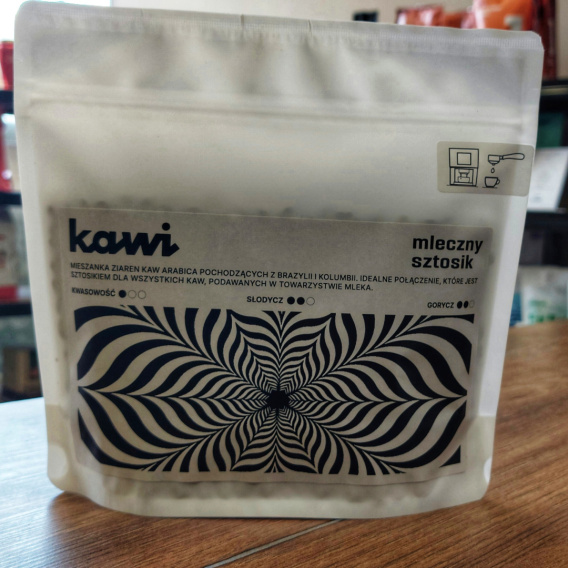 kawi
mleczny
sztosik
MIESZANKA ZIAREN KAW ARABICA POCHODZĄCYCH Z BRAZYLII I KOLUMBII. IDEALNE POŁĄCZENIE, KTÓRE JEST
SZTOSIKIEM DLA WSZYSTKICH KAW, PODAWANYCH W TOWARZYSTWIE MLEKA.
KWASOWOŚĆ
SŁODYCZ
GORYCZ